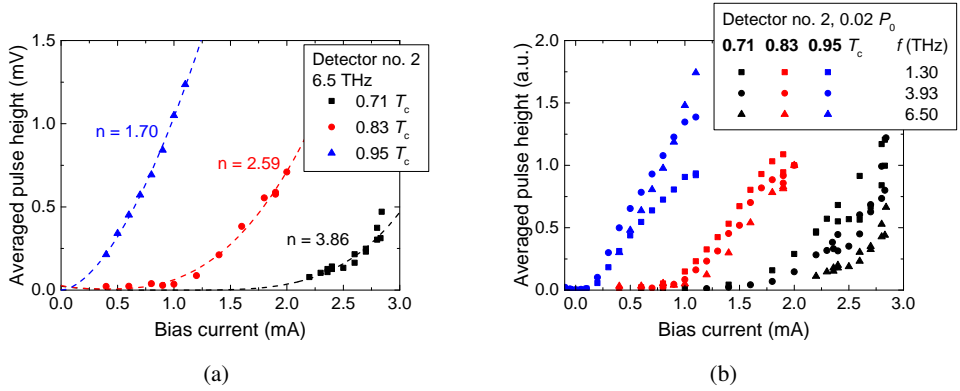 1.5
1.0
0.5
0.0
Averaged pulse height (mV)
0.0 0.5 1.0 1.5 2.0 2.5 3.0
Bias current (mA)
Detector no. 2
6.5 THz
0.71 Tc
0.83 Tc
0.95 Tc
n = 1.70
n = 2.59
n = 3.86
(a)
2.0
1.5
1.0
0.5
0.0
Averaged pulse height (a.u.)
0.0 0.5 1.0 1.5 2.0 2.5 3.0
Bias current (mA)
Detector no. 2, 0.02 P0
0.71 0.83 0.95 Tc f (THz)
1.30
3.93
6.50
(b)